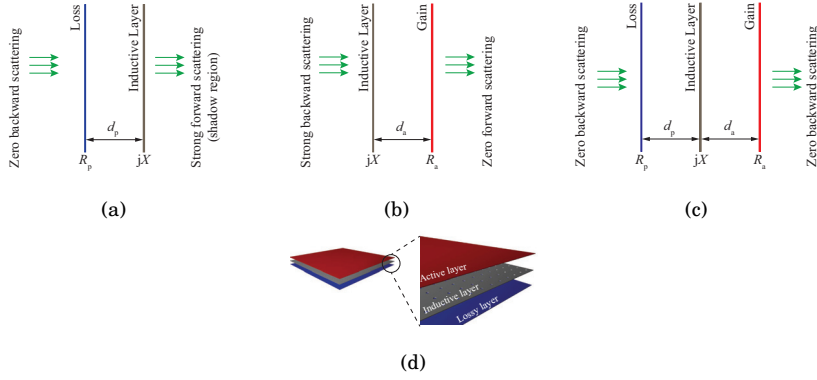 Zero backward scattering
Loss
Inductive Layer
Strong forward scattering
(shadow region)
d_p
R_p
jX
(a)
Strong backward scattering
Inductive Layer
Gain
Zero forward scattering
d_a
jX
R_a
(b)
Zero backward scattering
Loss
Inductive Layer
Gain
Zero backward scattering
d_p
d_a
R_p
jX
R_a
(c)
Active layer
Inductive layer
Lossy layer
(d)